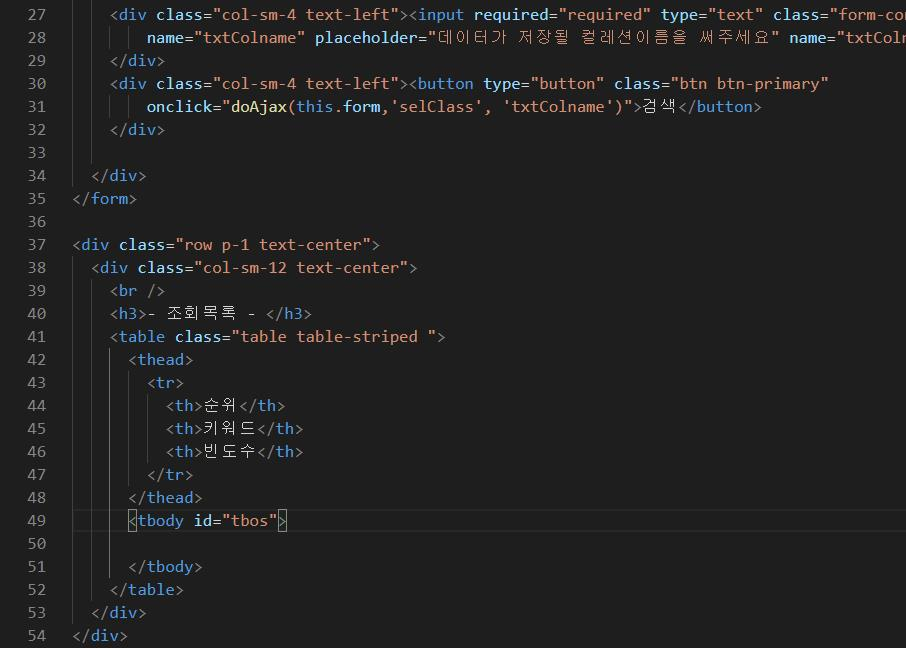 27 <div class="col-sm-4 text-left"><input required="required" type="text" class="form-co
28 name="txtColname" placeholder="데이터가 저장될 컬레션이름을 써주세요" name="txtColn
29 </div>
30 <div class="col-sm-4 text-left"><button type="button" class="btn btn-primary"
31 onclick="doAjax(this.form,'selClass', 'txtColname')">검색</button>
32 </div>
33
34 </div>
35 </form>
36
37 <div class="row p-1 text-center">
38 <div class="col-sm-12 text-center">
39 <br />
40 <h3>- 조회목록 - </h3>
41 <table class="table table-striped ">
42 <thead>
43 <tr>
44 <th>순위</th>
45 <th>키워드</th>
46 <th>빈도수</th>
47 </tr>
48 </thead>
49 <tbody id="tbos">
50
51 </tbody>
52 </table>
53 </div>
54 </div>